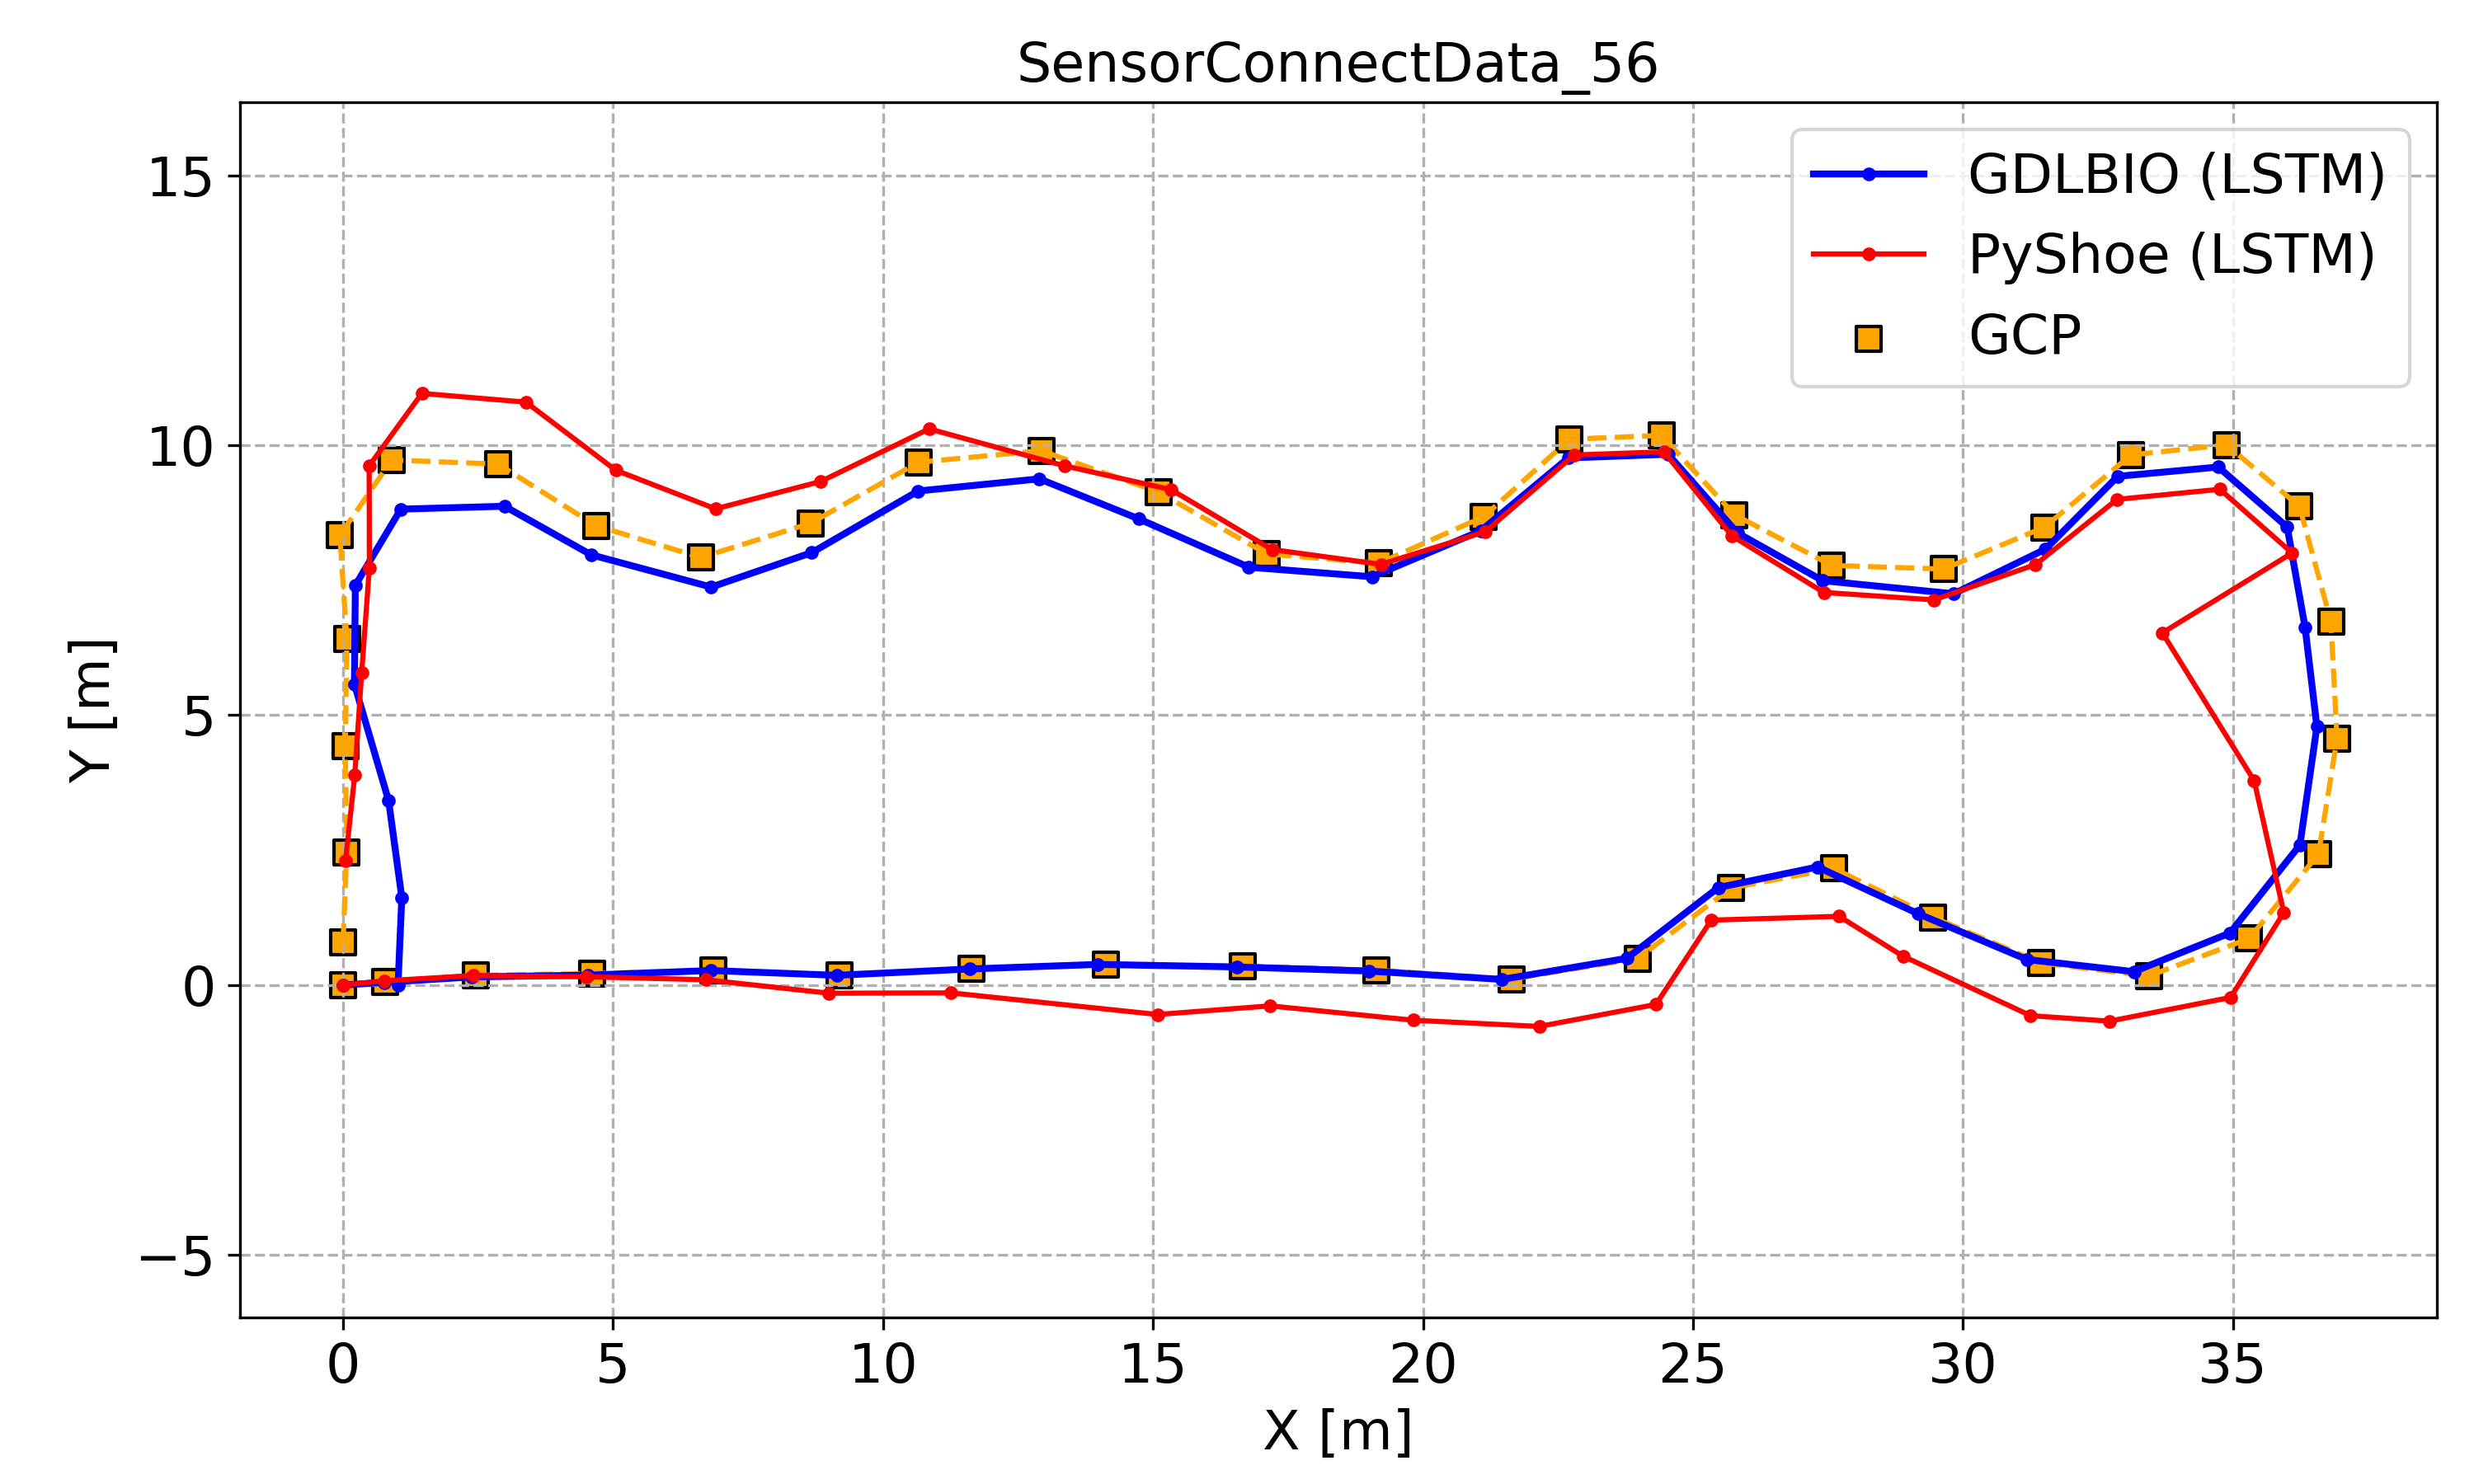 SensorConnectData_56
GDLBIO (LSTM)
PyShoe (LSTM)
GCP
Y [m]
15
10
5
0
−5
0 5 10 15 20 25 30 35
X [m]